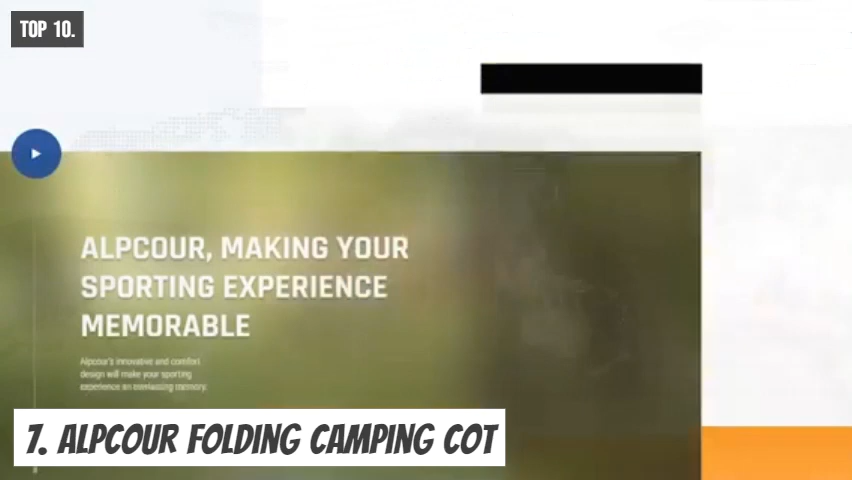 TOP 10.
ALPCOUR, MAKING YOUR
SPORTING EXPERIENCE
MEMORABLE
Alpcour's innovative and comfort
design will make your sporting
experience an everlasting memory.
7. ALPCOUR FOLDING CAMPING COT